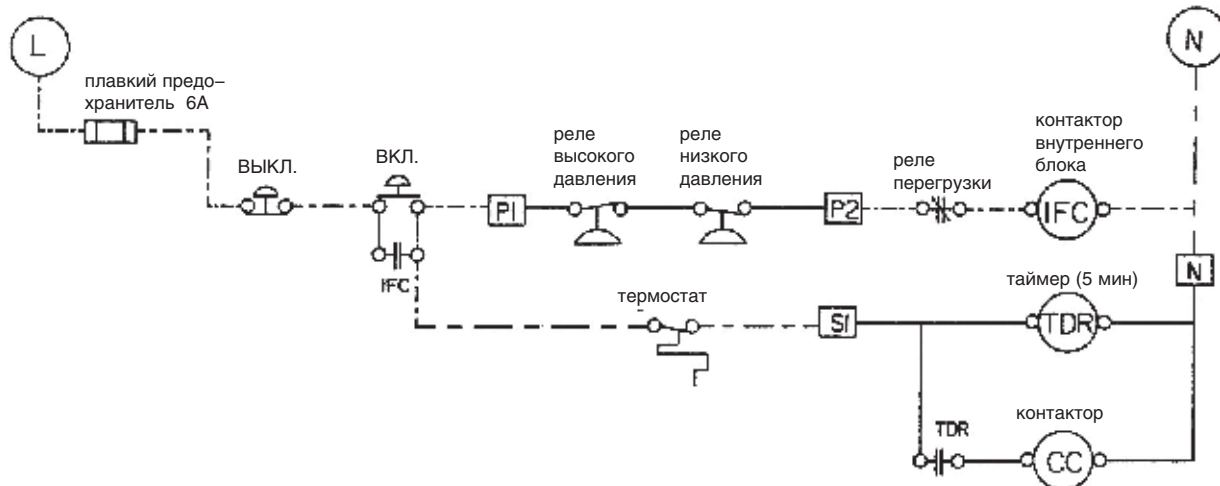 L
N
плавкий предо–
хранитель 6А
ВЫКЛ.
ВКЛ.
реле
высокого
давления
реле
низкого
давления
реле
перегрузки
контактор
внутреннего
блока
P1
P2
IFC
IFC
N
термостат
таймер (5 мин)
S1
TDR
TDR
контактор
CC